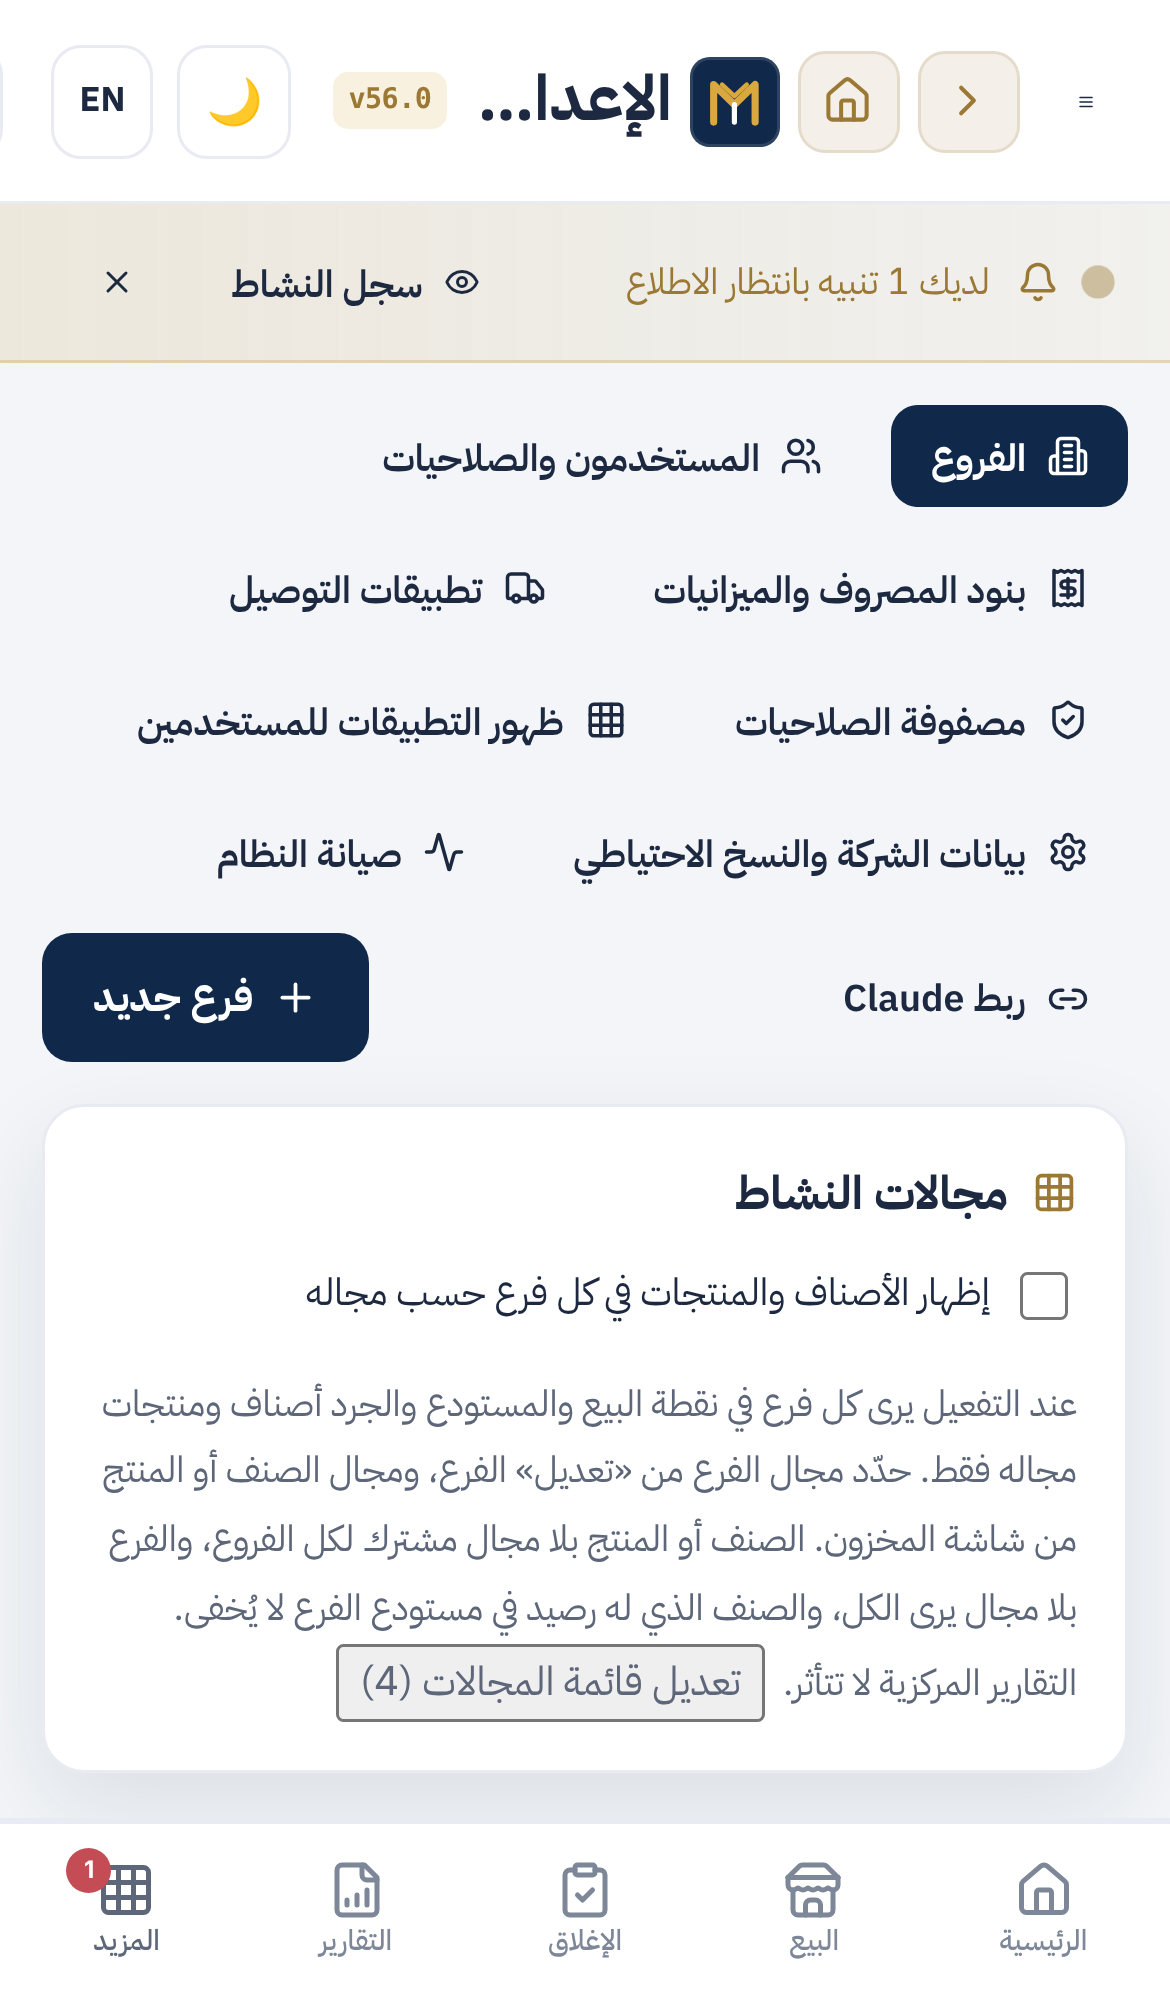 الإعدا... v56.0 EN
لديك 1 تنبيه بانتظار الاطلاع سجل النشاط
الفروع المستخدمون والصلاحيات
بنود المصروف والميزانيات تطبيقات التوصيل
مصفوفة الصلاحيات ظهور التطبيقات للمستخدمين
بيانات الشركة والنسخ الاحتياطي صيانة النظام
ربط Claude فرع جديد
مجالات النشاط
إظهار الأصناف والمنتجات في كل فرع حسب مجاله
عند التفعيل يرى كل فرع في نقطة البيع والمستودع والجرد أصناف ومنتجات
مجاله فقط. حدّد مجال الفرع من «تعديل» الفرع، ومجال الصنف أو المنتج
من شاشة المخزون. الصنف أو المنتج بلا مجال مشترك لكل الفروع، والفرع
بلا مجال يرى الكل، والصنف الذي له رصيد في مستودع الفرع لا يُخفى.
التقارير المركزية لا تتأثر. تعديل قائمة المجالات (4)
الرئيسية البيع الإغلاق التقارير المزيد 1